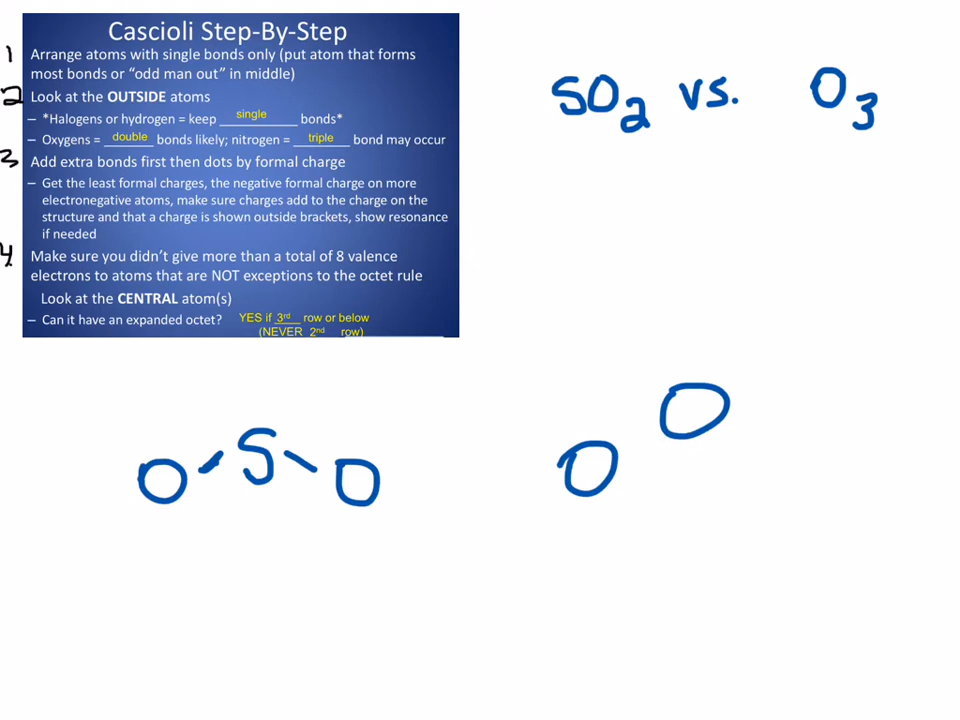 Cascioli Step-By-Step
1 Arrange atoms with single bonds only (put atom that forms
most bonds or “odd man out” in middle)
2 Look at the OUTSIDE atoms
– *Halogens or hydrogen = keep single bonds*
– Oxygens = double bonds likely; nitrogen = triple bond may occur
3 Add extra bonds first then dots by formal charge
– Get the least formal charges, the negative formal charge on more
electronegative atoms, make sure charges add to the charge on the
structure and that a charge is shown outside brackets, show resonance
if needed
4 Make sure you didn’t give more than a total of 8 valence
electrons to atoms that are NOT exceptions to the octet rule
Look at the CENTRAL atom(s)
– Can it have an expanded octet? YES if 3rd row or below
(NEVER 2nd row)
SO2 vs. O3
O - S - O
O O